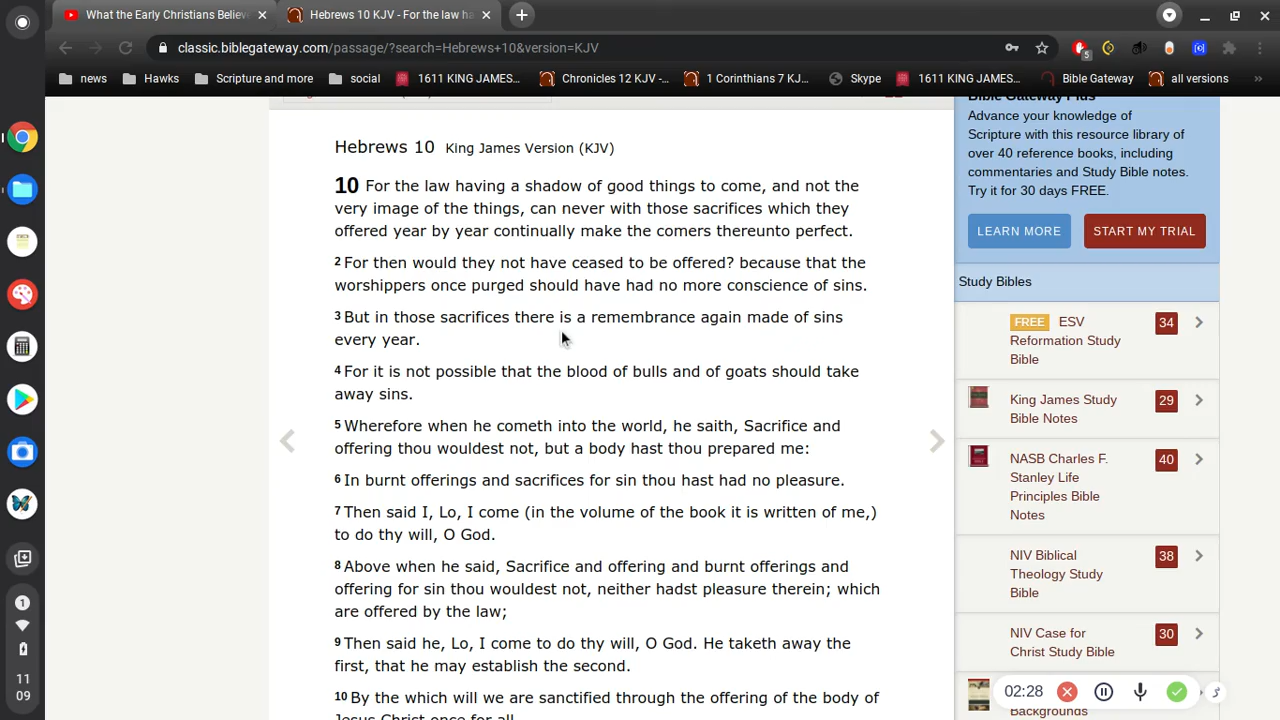 What the Early Christians Believe
Hebrews 10 KJV - For the law ha
classic.biblegateway.com/passage/?search=Hebrews+10&version=KJV
5
news
Hawks
Scripture and more
social
1611 KING JAMES...
Chronicles 12 KJV -...
1 Corinthians 7 KJ...
Skype
1611 KING JAMES...
Bible Gateway
all versions
»
Hebrews 10 King James Version (KJV)
10 For the law having a shadow of good things to come, and not the
very image of the things, can never with those sacrifices which they
offered year by year continually make the comers thereunto perfect.
2 For then would they not have ceased to be offered? because that the
worshippers once purged should have had no more conscience of sins.
3 But in those sacrifices there is a remembrance again made of sins
every year.
4 For it is not possible that the blood of bulls and of goats should take
away sins.
5 Wherefore when he cometh into the world, he saith, Sacrifice and
offering thou wouldest not, but a body hast thou prepared me:
6 In burnt offerings and sacrifices for sin thou hast had no pleasure.
7 Then said I, Lo, I come (in the volume of the book it is written of me,)
to do thy will, O God.
8 Above when he said, Sacrifice and offering and burnt offerings and
offering for sin thou wouldest not, neither hadst pleasure therein; which
are offered by the law;
9 Then said he, Lo, I come to do thy will, O God. He taketh away the
first, that he may establish the second.
10 By the which will we are sanctified through the offering of the body of
Jesus Christ once for all.
Bible Gateway Plus
Advance your knowledge of
Scripture with this resource library of
over 40 reference books, including
commentaries and Study Bible notes.
Try it for 30 days FREE.
LEARN MORE
START MY TRIAL
Study Bibles
FREE ESV
Reformation Study
Bible
34
King James Study
Bible Notes
29
NASB Charles F.
Stanley Life
Principles Bible
Notes
40
NIV Biblical
Theology Study
Bible
38
NIV Case for
Christ Study Bible
30
Backgrounds
02:28
1
11
09